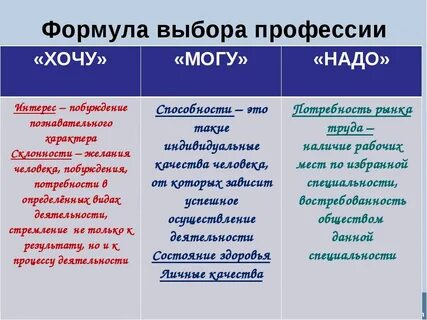 Формула выбора профессии
«ХОЧУ»
«МОГУ»
«НАДО»
Интерес – побуждение
познавательного
характера
Склонности – желания
человека, побуждения,
потребности в
определённых видах
деятельности,
стремление не только к
результату, но и к
процессу деятельности
Способности – это
такие
индивидуальные
качества человека,
от которых зависит
успешное
осуществление
деятельности
Состояние здоровья
Личные качества
Потребность рынка
труда –
наличие рабочих
мест по избранной
специальности,
востребованность
обществом
данной
специальности